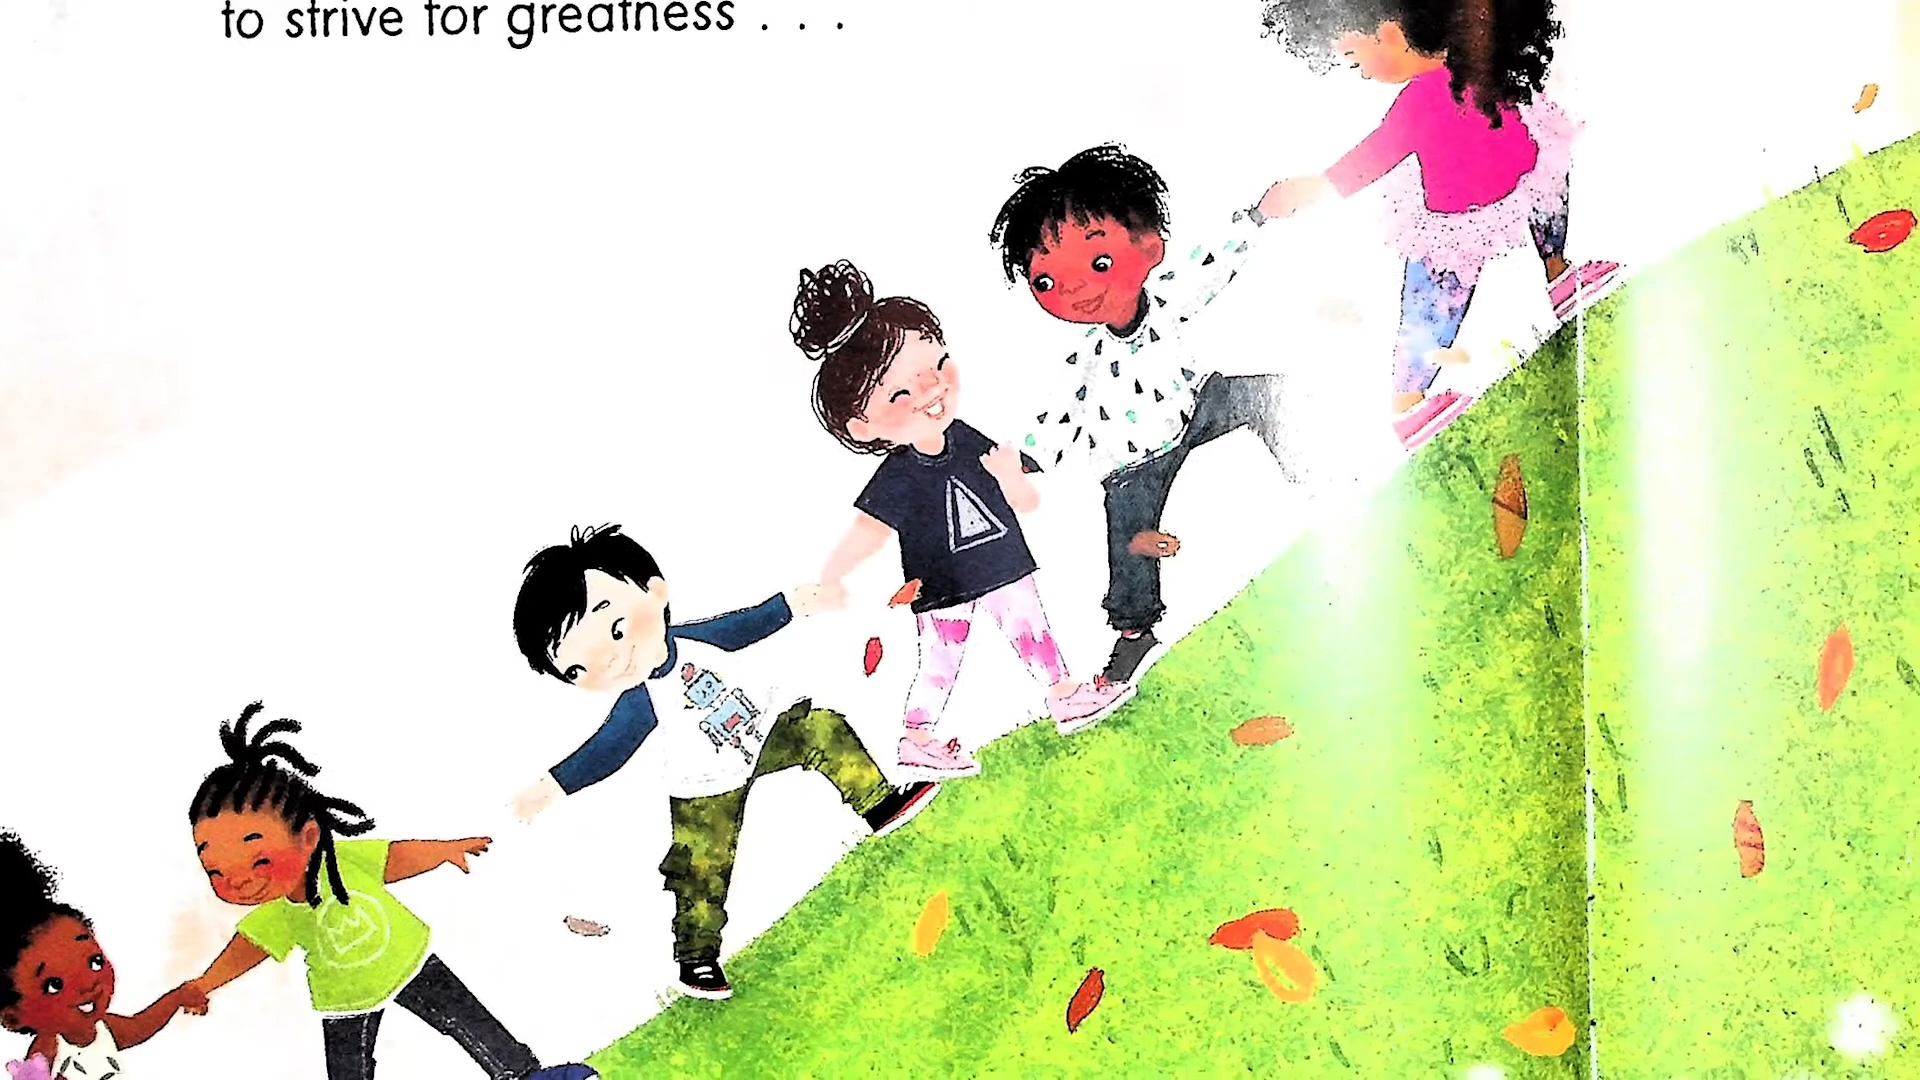 to strive for greatness . . .